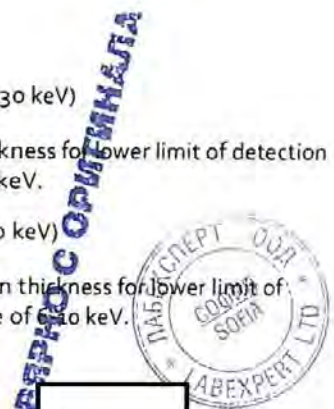 30 keV)
kness for lower limit of detection
keV.
keV)
n thickness for lower limit of
e of 6-10 keV.
ВЯРНО С ОРИГИНАЛА
ЛАБЕКСПЕРТ ООД
СОФИЯ
SOFIA
LABEXPERT LTD